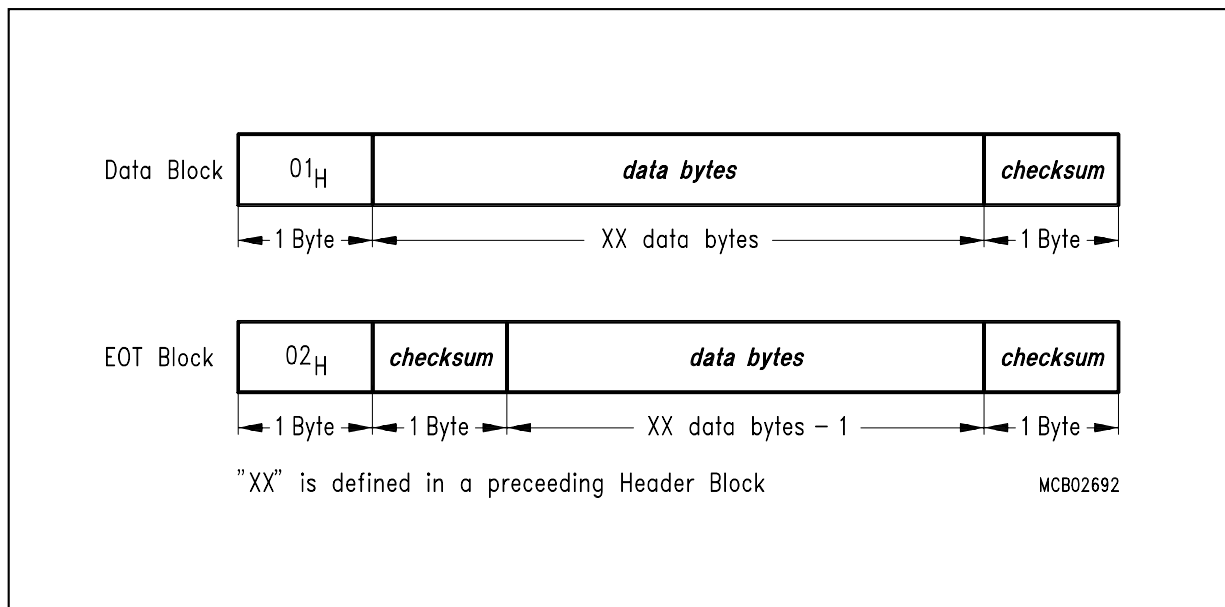 Data Block 01H data bytes checksum
1 Byte XX data bytes 1 Byte
EOT Block 02H checksum data bytes checksum
1 Byte 1 Byte XX data bytes - 1 1 Byte
"XX" is defined in a preceeding Header Block MCB02692